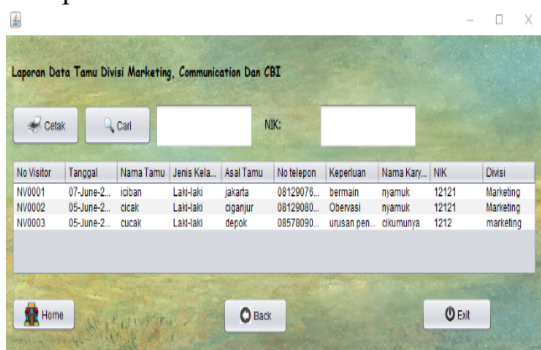 Laporan Data Tamu Divisi Marketing, Communication Dan CBI
Cetak Cari NIK:
No Visitor Tanggal Nama Tamu Jenis Kela... Asal Tamu No telepon Keperluan Nama Kary... NIK Divisi
NV0001 07-June-2... iciban Laki-laki jakarta 08129076... bermain nyamuk 12121 Marketing
NV0002 05-June-2... cicak Laki-laki ciganjur 08129080... Obervasi nyamuk 12121 Marketing
NV0003 05-June-2... cucak Laki-laki depok 08578090... urusan pen... cikumunya 1212 marketing
Home Back Exit